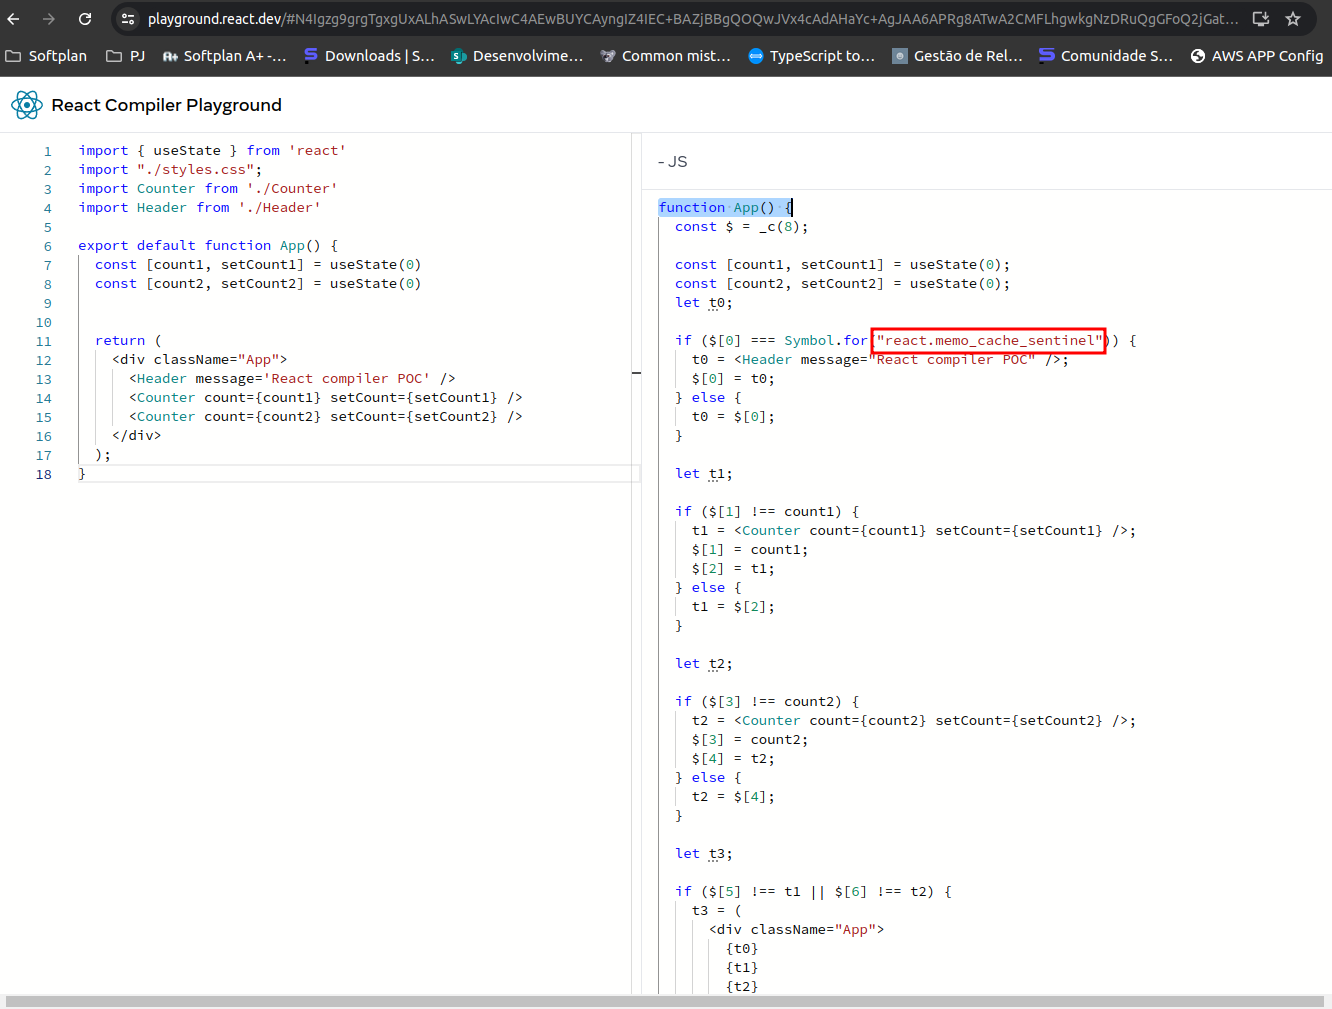 playground.react.dev/#N4Igzg9grgTgxgUxALhASwLYAcIwC4AEwBUYCAyngIZ4IEC+BAZjBBgQOQwJVx4cAdAHaYc+AgJAA6APRg8ATwA2CMFLhgwkgNzDRuQgGFoQ2jGat...
Softplan PJ Softplan A+ -... Downloads | S... Desenvolvime... Common mist... TypeScript to... Gestão de Rel... Comunidade S... AWS APP Config
React Compiler Playground
1 import { useState } from 'react'
2 import "./styles.css";
3 import Counter from './Counter'
4 import Header from './Header'
5
6 export default function App() {
7 const [count1, setCount1] = useState(0)
8 const [count2, setCount2] = useState(0)
9
10
11 return (
12 <div className="App">
13 <Header message='React compiler POC' />
14 <Counter count={count1} setCount={setCount1} />
15 <Counter count={count2} setCount={setCount2} />
16 </div>
17 );
18 }
- JS
function App() {
const $ = _c(8);
const [count1, setCount1] = useState(0);
const [count2, setCount2] = useState(0);
let t0;
if ($[0] === Symbol.for("react.memo_cache_sentinel")) {
t0 = <Header message="React compiler POC" />;
$[0] = t0;
} else {
t0 = $[0];
}
let t1;
if ($[1] !== count1) {
t1 = <Counter count={count1} setCount={setCount1} />;
$[1] = count1;
$[2] = t1;
} else {
t1 = $[2];
}
let t2;
if ($[3] !== count2) {
t2 = <Counter count={count2} setCount={setCount2} />;
$[3] = count2;
$[4] = t2;
} else {
t2 = $[4];
}
let t3;
if ($[5] !== t1 || $[6] !== t2) {
t3 = (
<div className="App">
{t0}
{t1}
{t2}